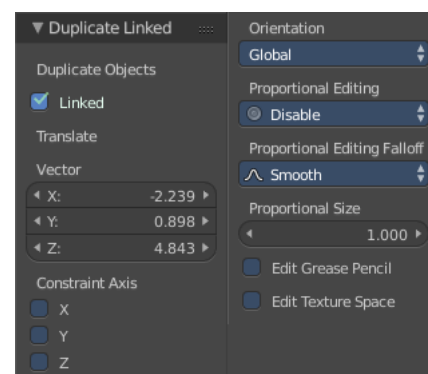 Duplicate Linked
Duplicate Objects
Linked
Translate
Vector
X: -2.239
Y: 0.898
Z: 4.843
Constraint Axis
X
Y
Z
Orientation
Global
Proportional Editing
Disable
Proportional Editing Falloff
Smooth
Proportional Size
1.000
Edit Grease Pencil
Edit Texture Space